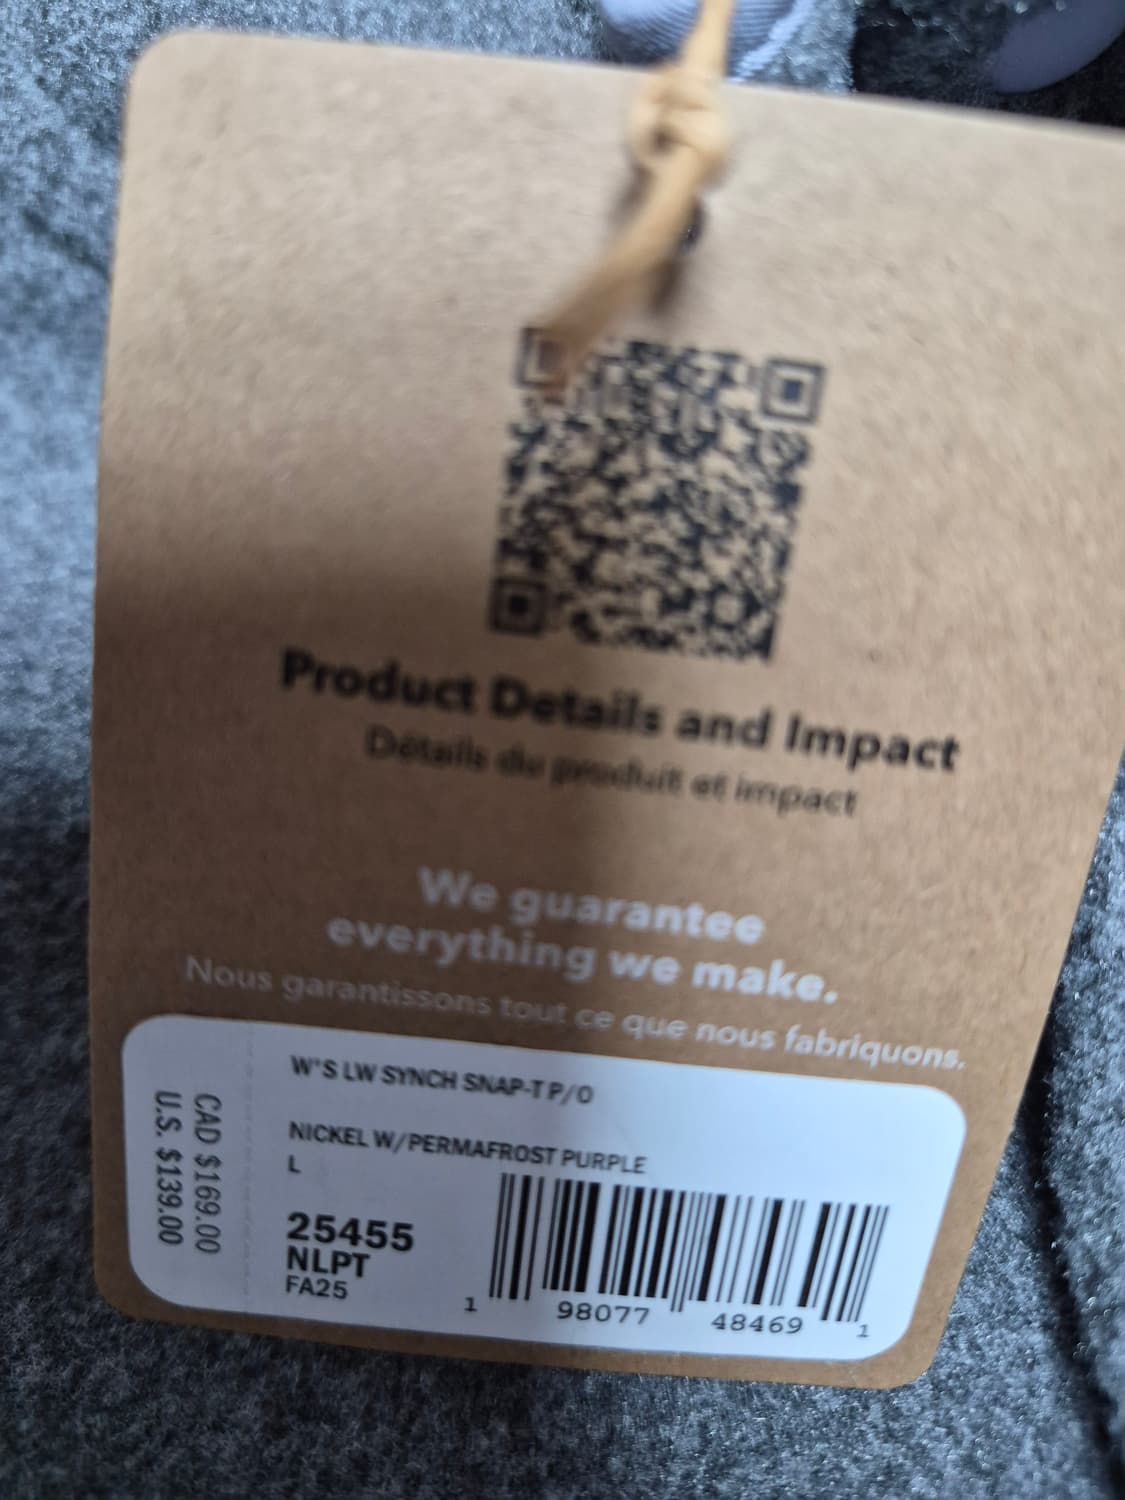 Product Details and Impact
Détails du produit et impact
We guarantee
everything we make.
Nous garantissons tout ce que nous fabriquons.
CAD $169.00
U.S. $139.00
W'S LW SYNCH SNAP-T P/O
NICKEL W/PERMAFROST PURPLE
L
25455
NLPT
FA25
1 98077 48469 1